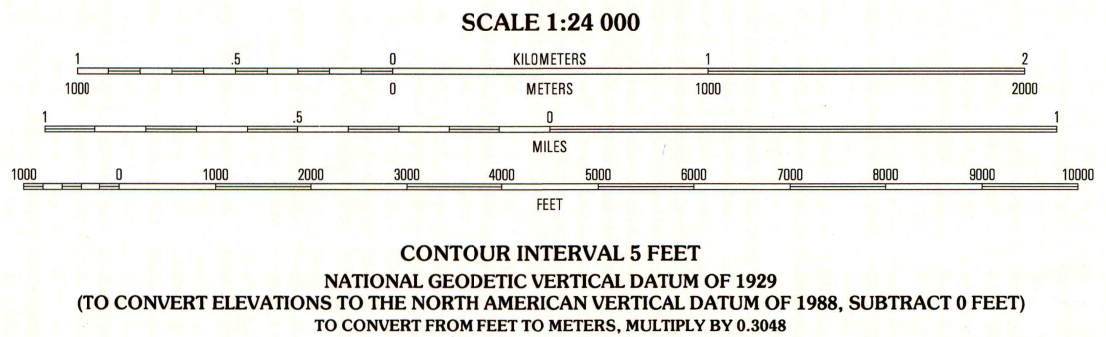 SCALE 1:24 000
1 .5 0 KILOMETERS 1 2
1000 0 METERS 1000 2000
1 .5 0 1
MILES
1000 0 1000 2000 3000 4000 5000 6000 7000 8000 9000 10000
FEET
CONTOUR INTERVAL 5 FEET
NATIONAL GEODETIC VERTICAL DATUM OF 1929
(TO CONVERT ELEVATIONS TO THE NORTH AMERICAN VERTICAL DATUM OF 1988, SUBTRACT 0 FEET)
TO CONVERT FROM FEET TO METERS, MULTIPLY BY 0.3048